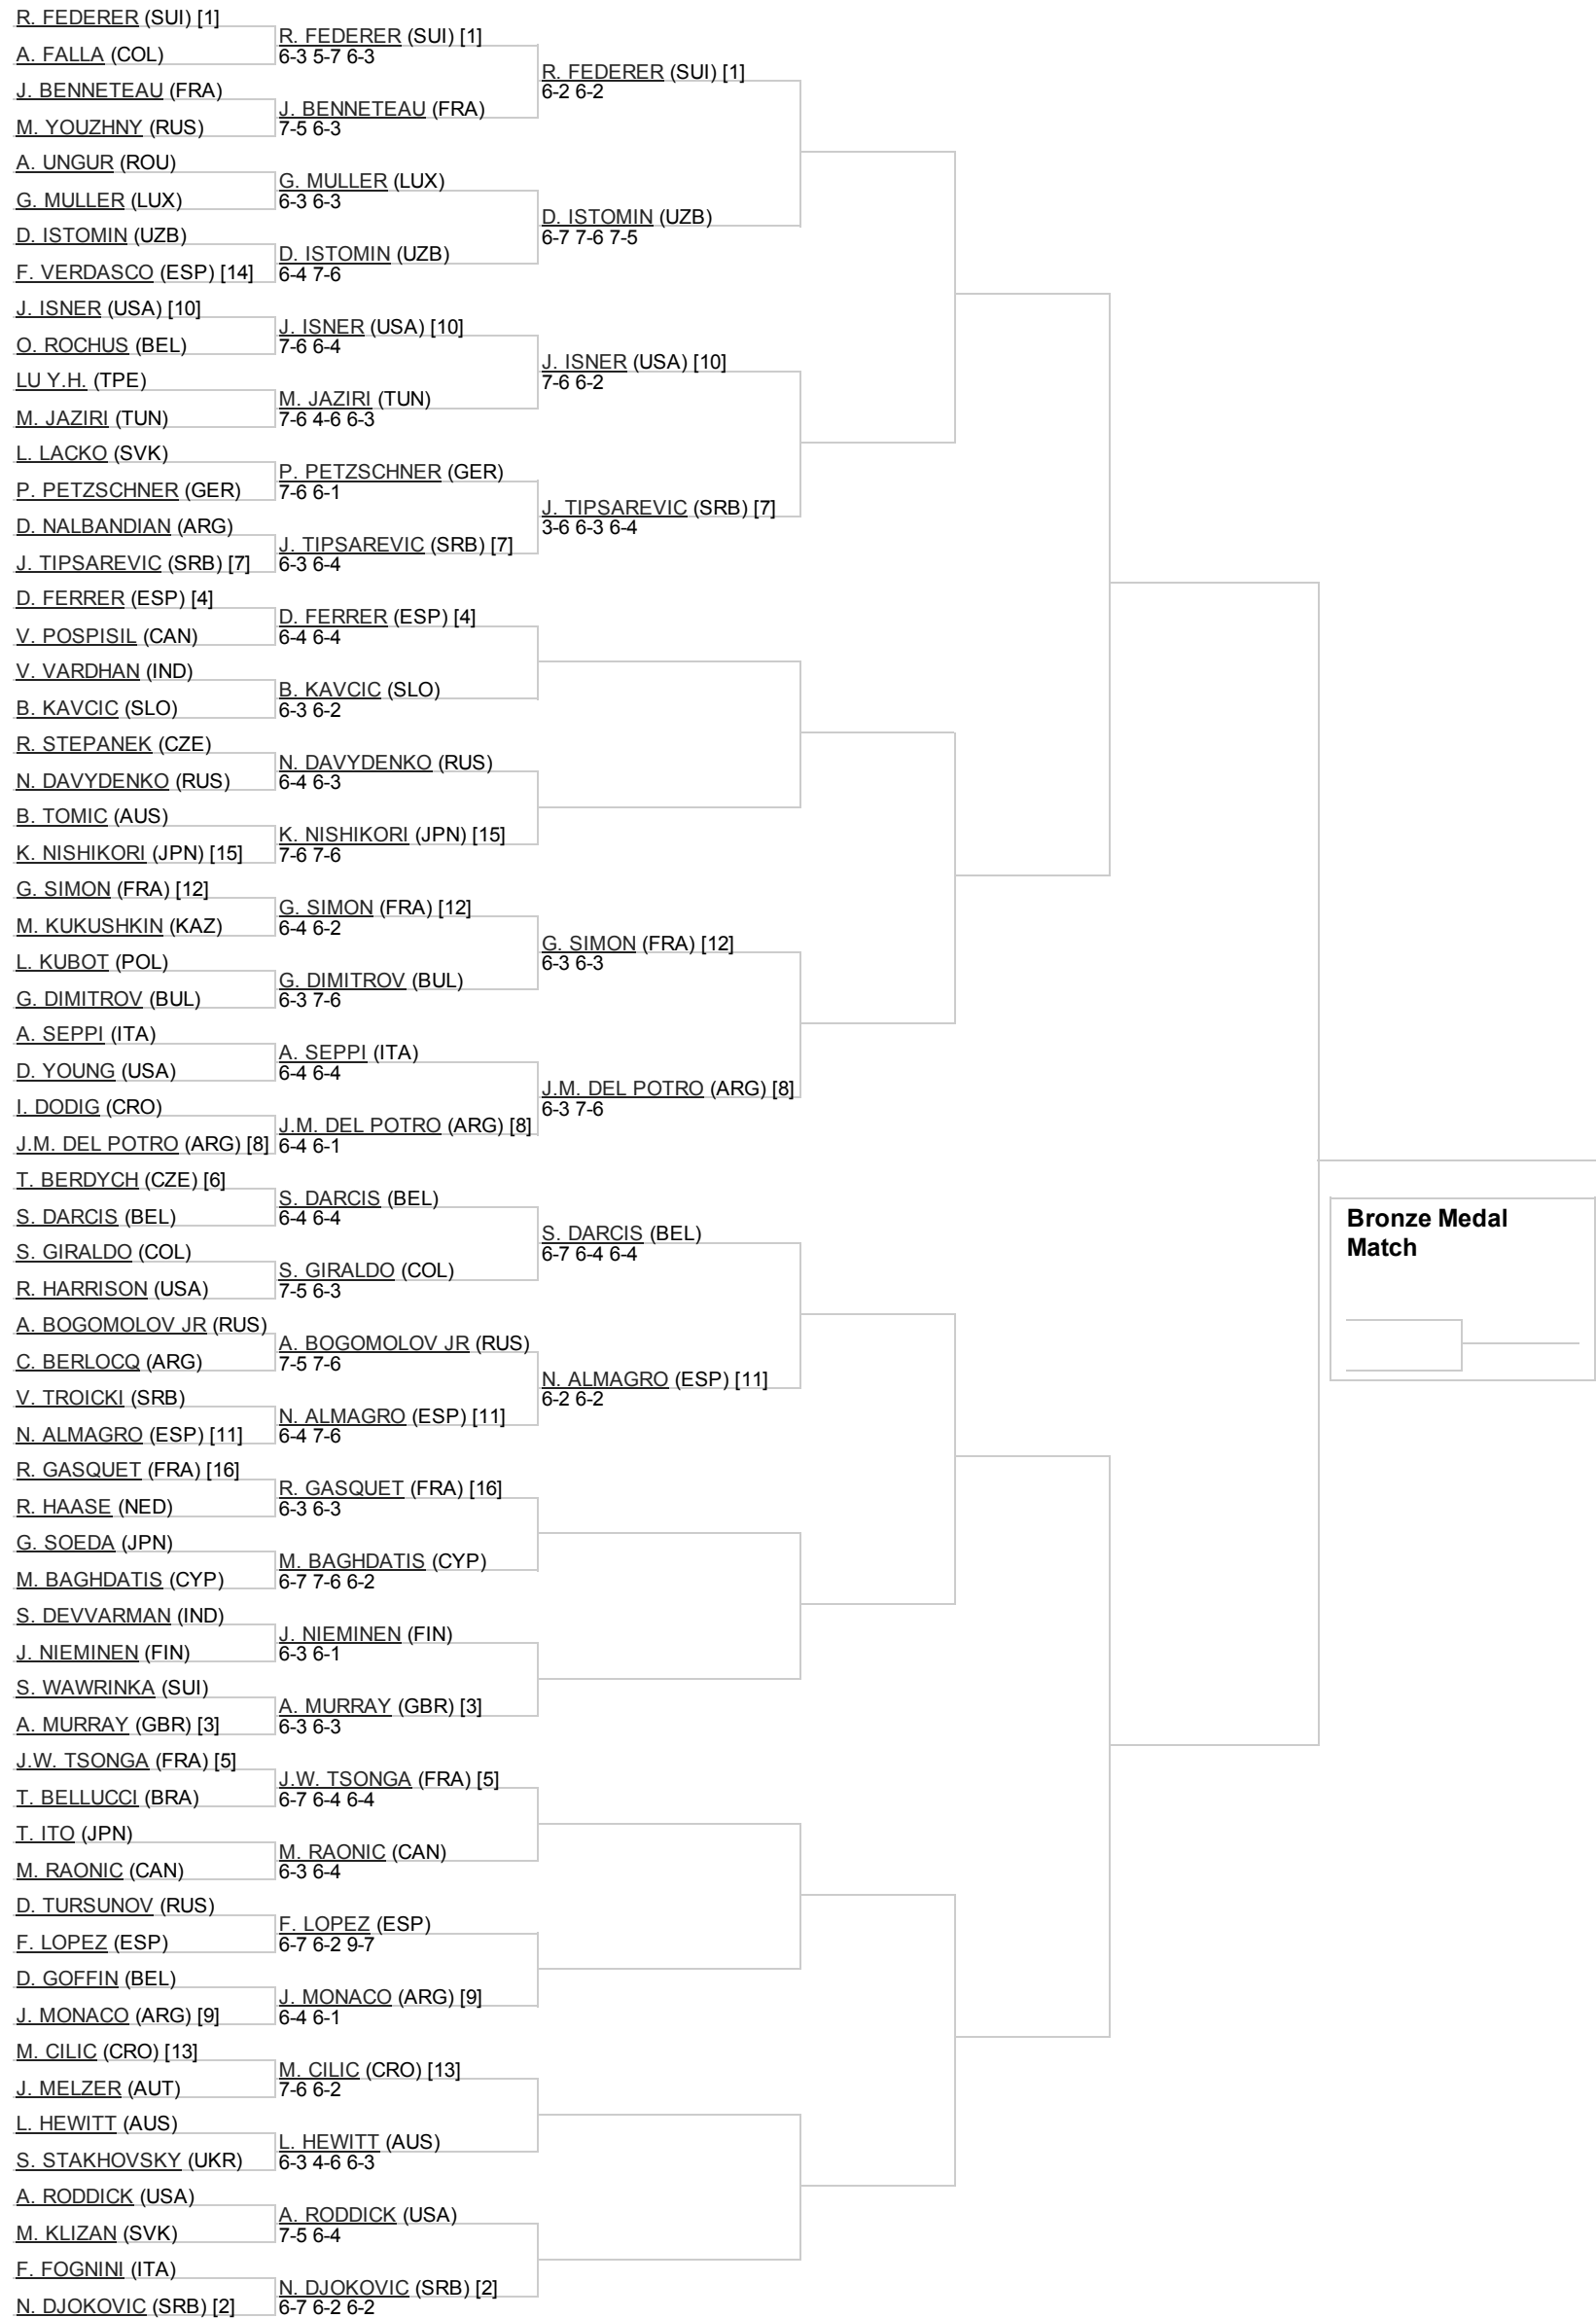 R. FEDERER (SUI) [1]
A. FALLA (COL)
J. BENNETEAU (FRA)
M. YOUZHNY (RUS)
A. UNGUR (ROU)
G. MULLER (LUX)
D. ISTOMIN (UZB)
F. VERDASCO (ESP) [14]
J. ISNER (USA) [10]
O. ROCHUS (BEL)
LU Y.H. (TPE)
M. JAZIRI (TUN)
L. LACKO (SVK)
P. PETZSCHNER (GER)
D. NALBANDIAN (ARG)
J. TIPSAREVIC (SRB) [7]
D. FERRER (ESP) [4]
V. POSPISIL (CAN)
V. VARDHAN (IND)
B. KAVCIC (SLO)
R. STEPANEK (CZE)
N. DAVYDENKO (RUS)
B. TOMIC (AUS)
K. NISHIKORI (JPN) [15]
G. SIMON (FRA) [12]
M. KUKUSHKIN (KAZ)
L. KUBOT (POL)
G. DIMITROV (BUL)
A. SEPPI (ITA)
D. YOUNG (USA)
I. DODIG (CRO)
J.M. DEL POTRO (ARG) [8]
T. BERDYCH (CZE) [6]
S. DARCIS (BEL)
S. GIRALDO (COL)
R. HARRISON (USA)
A. BOGOMOLOV JR (RUS)
C. BERLOCQ (ARG)
V. TROICKI (SRB)
N. ALMAGRO (ESP) [11]
R. GASQUET (FRA) [16]
R. HAASE (NED)
G. SOEDA (JPN)
M. BAGHDATIS (CYP)
S. DEVVARMAN (IND)
J. NIEMINEN (FIN)
S. WAWRINKA (SUI)
A. MURRAY (GBR) [3]
J.W. TSONGA (FRA) [5]
T. BELLUCCI (BRA)
T. ITO (JPN)
M. RAONIC (CAN)
D. TURSUNOV (RUS)
F. LOPEZ (ESP)
D. GOFFIN (BEL)
J. MONACO (ARG) [9]
M. CILIC (CRO) [13]
J. MELZER (AUT)
L. HEWITT (AUS)
S. STAKHOVSKY (UKR)
A. RODDICK (USA)
M. KLIZAN (SVK)
F. FOGNINI (ITA)
N. DJOKOVIC (SRB) [2]
R. FEDERER (SUI) [1]
6-3 5-7 6-3
J. BENNETEAU (FRA)
7-5 6-3
G. MULLER (LUX)
6-3 6-3
D. ISTOMIN (UZB)
6-4 7-6
J. ISNER (USA) [10]
7-6 6-4
M. JAZIRI (TUN)
7-6 4-6 6-3
P. PETZSCHNER (GER)
7-6 6-1
J. TIPSAREVIC (SRB) [7]
6-3 6-4
D. FERRER (ESP) [4]
6-4 6-4
B. KAVCIC (SLO)
6-3 6-2
N. DAVYDENKO (RUS)
6-4 6-3
K. NISHIKORI (JPN) [15]
7-6 7-6
G. SIMON (FRA) [12]
6-4 6-2
G. DIMITROV (BUL)
6-3 7-6
A. SEPPI (ITA)
6-4 6-4
J.M. DEL POTRO (ARG) [8]
6-4 6-1
S. DARCIS (BEL)
6-4 6-4
S. GIRALDO (COL)
7-5 6-3
A. BOGOMOLOV JR (RUS)
7-5 7-6
N. ALMAGRO (ESP) [11]
6-4 7-6
R. GASQUET (FRA) [16]
6-3 6-3
M. BAGHDATIS (CYP)
6-7 7-6 6-2
J. NIEMINEN (FIN)
6-3 6-1
A. MURRAY (GBR) [3]
6-3 6-3
J.W. TSONGA (FRA) [5]
6-7 6-4 6-4
M. RAONIC (CAN)
6-3 6-4
F. LOPEZ (ESP)
6-7 6-2 9-7
J. MONACO (ARG) [9]
6-4 6-1
M. CILIC (CRO) [13]
7-6 6-2
L. HEWITT (AUS)
6-3 4-6 6-3
A. RODDICK (USA)
7-5 6-4
N. DJOKOVIC (SRB) [2]
6-7 6-2 6-2
R. FEDERER (SUI) [1]
6-2 6-2
D. ISTOMIN (UZB)
6-7 7-6 7-5
J. ISNER (USA) [10]
7-6 6-2
J. TIPSAREVIC (SRB) [7]
3-6 6-3 6-4
G. SIMON (FRA) [12]
6-3 6-3
J.M. DEL POTRO (ARG) [8]
6-3 7-6
S. DARCIS (BEL)
6-7 6-4 6-4
N. ALMAGRO (ESP) [11]
6-2 6-2
Bronze Medal
Match